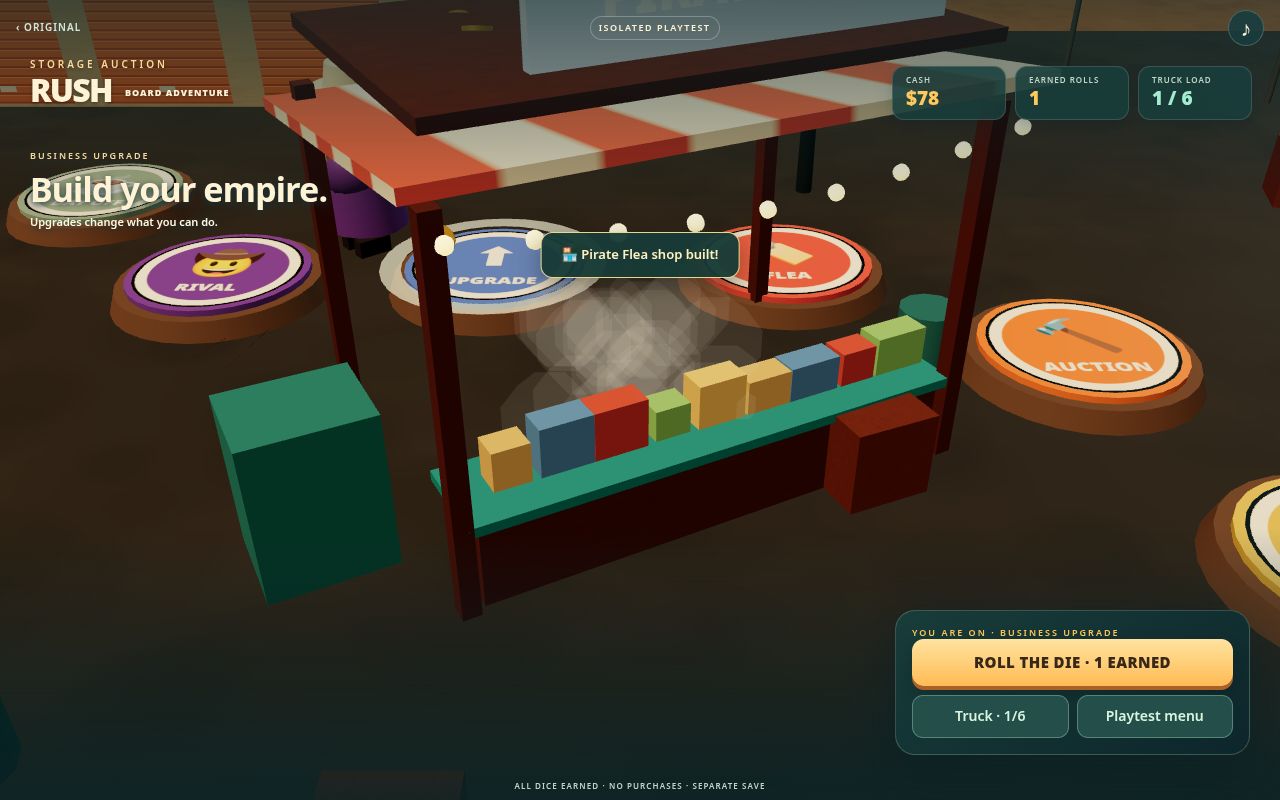 ‹ ORIGINAL
ISOLATED PLAYTEST
♪
STORAGE AUCTION
RUSH BOARD ADVENTURE
CASH
$78
EARNED ROLLS
1
TRUCK LOAD
1 / 6
BUSINESS UPGRADE
Build your empire.
Upgrades change what you can do.
🏪 Pirate Flea shop built!
RIVAL
UPGRADE
FLEA
AUCTION
YOU ARE ON · BUSINESS UPGRADE
ROLL THE DIE · 1 EARNED
Truck · 1/6
Playtest menu
ALL DICE EARNED · NO PURCHASES · SEPARATE SAVE